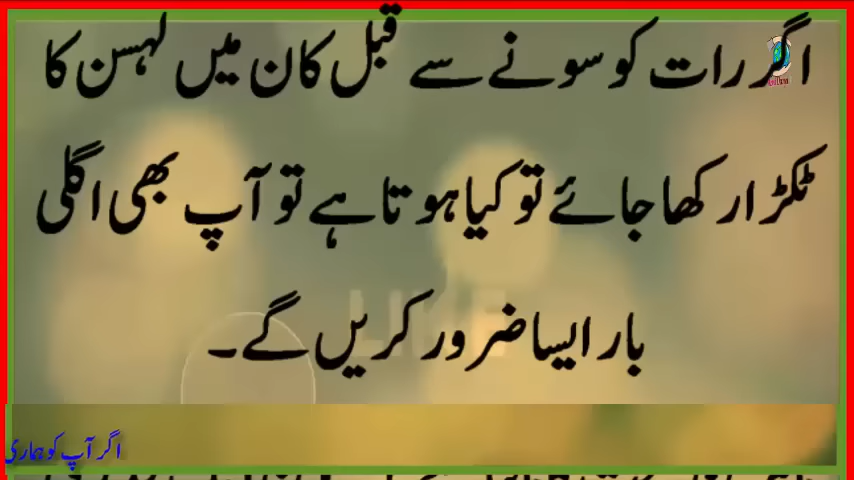 اگر رات کو سونے سے قبل کان میں لہسن کا
ٹکڑا رکھا جائے تو کیا ہوتا ہے تو آپ بھی اگلی
بار ایسا ضرور کریں گے۔
اگر آپ کو ہماری